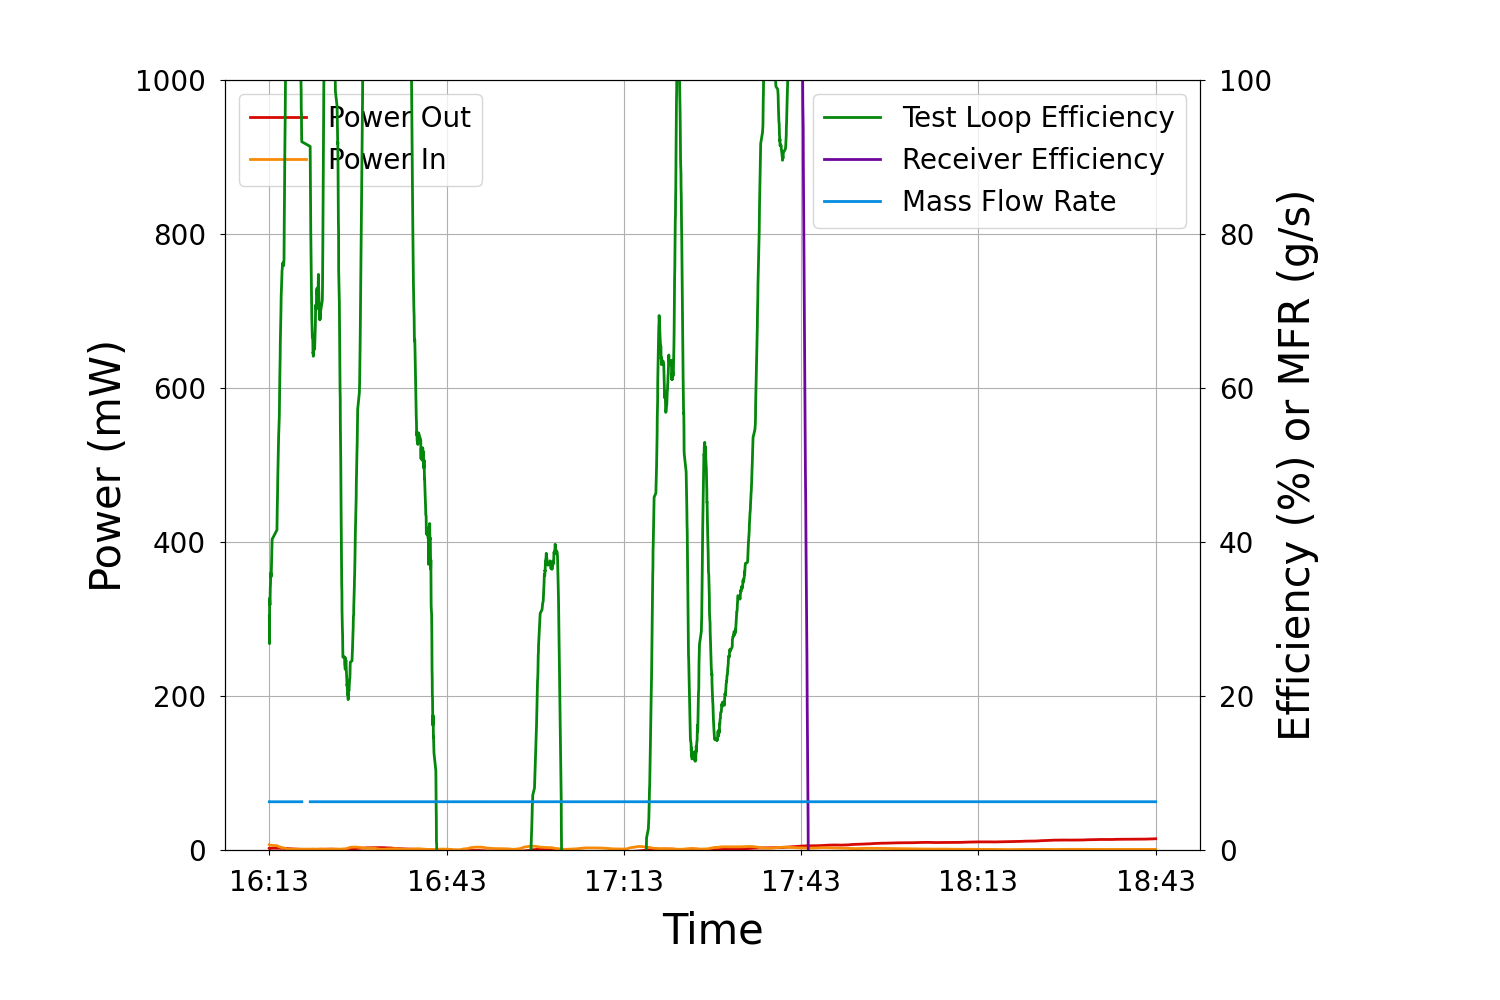 1000
800
600
400
200
0
Power (mW)
Power Out
Power In
Test Loop Efficiency
Receiver Efficiency
Mass Flow Rate
100
80
60
40
20
0
Efficiency (%) or MFR (g/s)
16:13
16:43
17:13
17:43
18:13
18:43
Time